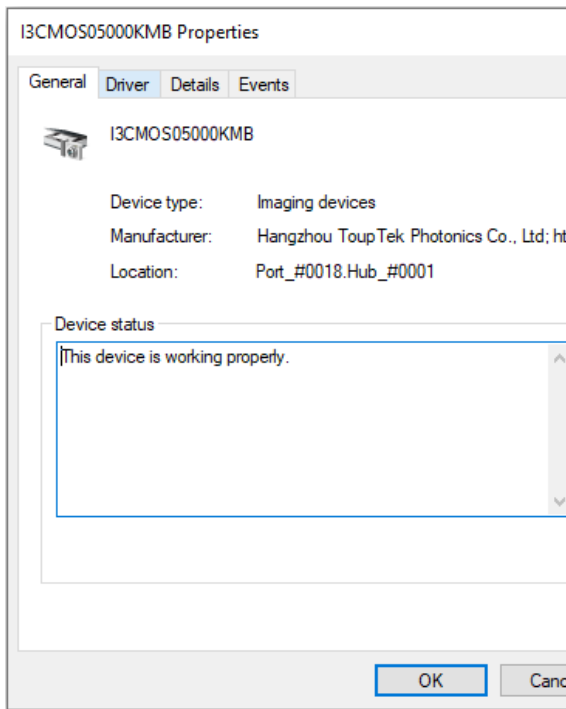 I3CMOS05000KMB Properties
General Driver Details Events
I3CMOS05000KMB
Device type: Imaging devices
Manufacturer: Hangzhou ToupTek Photonics Co., Ltd; ht
Location: Port_#0018.Hub_#0001
Device status
This device is working properly.
OK Canc